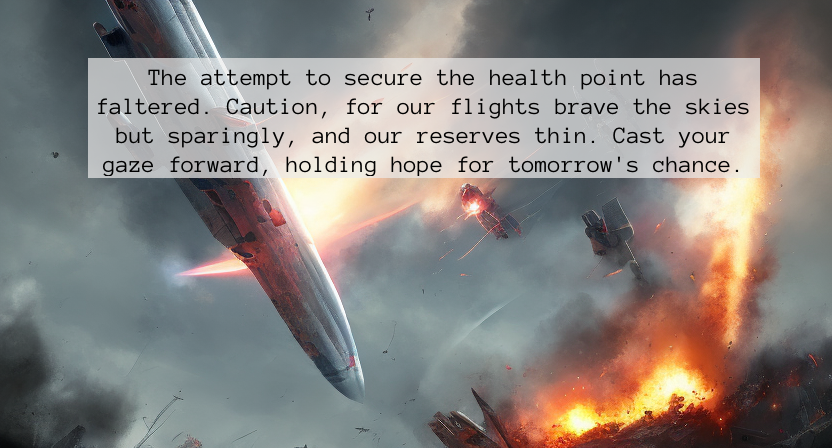 The attempt to secure the health point has
faltered. Caution, for our flights brave the skies
but sparingly, and our reserves thin. Cast your
gaze forward, holding hope for tomorrow's chance.